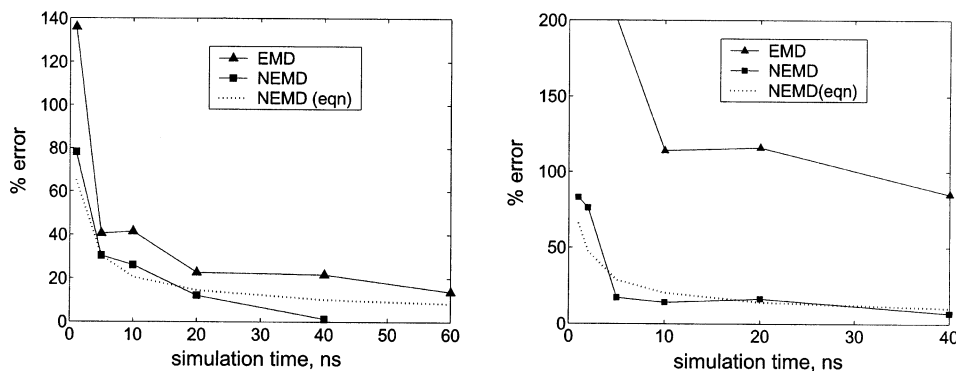 140
120
100
80
60
40
20
0
% error
EMD
NEMD
NEMD (eqn)
0 10 20 30 40 50 60
simulation time, ns
200
150
100
50
0
% error
EMD
NEMD
NEMD(eqn)
0 10 20 30 40
simulation time, ns